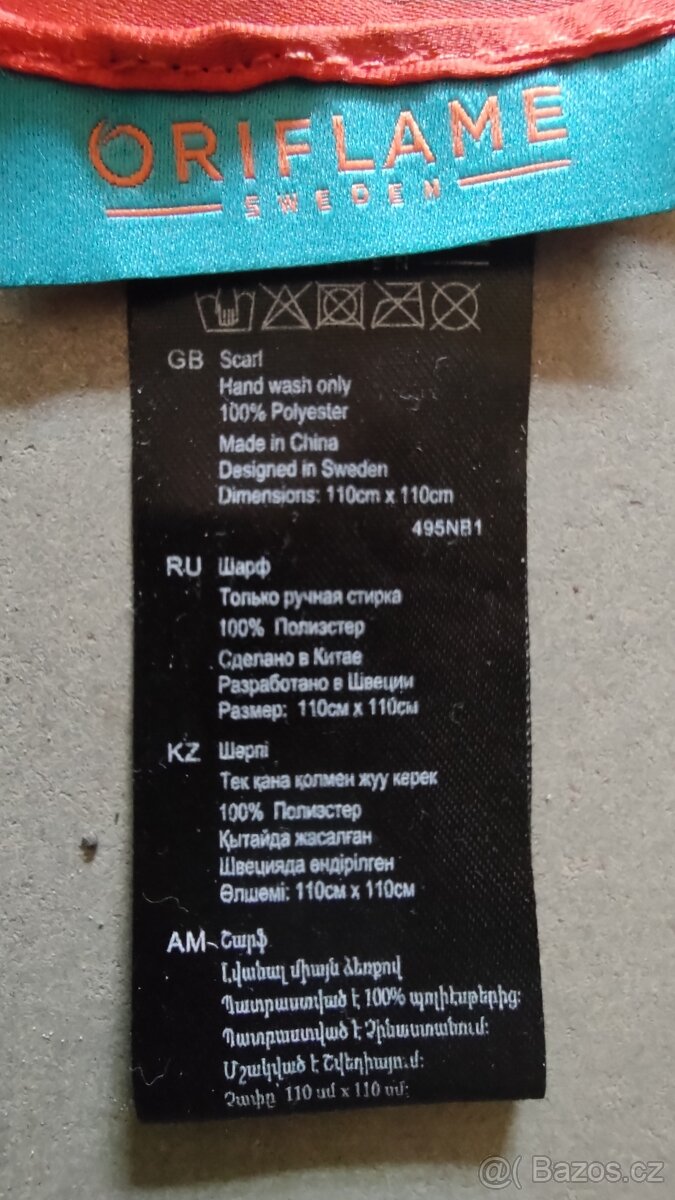 ORIFLAME
SWEDEN
GB Scarf
Hand wash only
100% Polyester
Made in China
Designed in Sweden
Dimensions: 110cm x 110cm
495NB1
RU Шарф
Только ручная стирка
100% Полиэстер
Сделано в Китае
Разработано в Швеции
Размер: 110см x 110см
KZ Шәрпі
Тек қана қолмен жуу керек
100% Полиэстер
Қытайда жасалған
Швецияда өндірілген
Өлшемі: 110см x 110см
AM Շարֆ
Լվանալ միայն ձեռքով
Պատրաստված է 100% պոլիէսթերից:
Պատրաստված է Չինաստանում:
Մշակված է Շվեդիայում:
Չափը 110 սմ x 110 սմ:
@( Bazos.cz